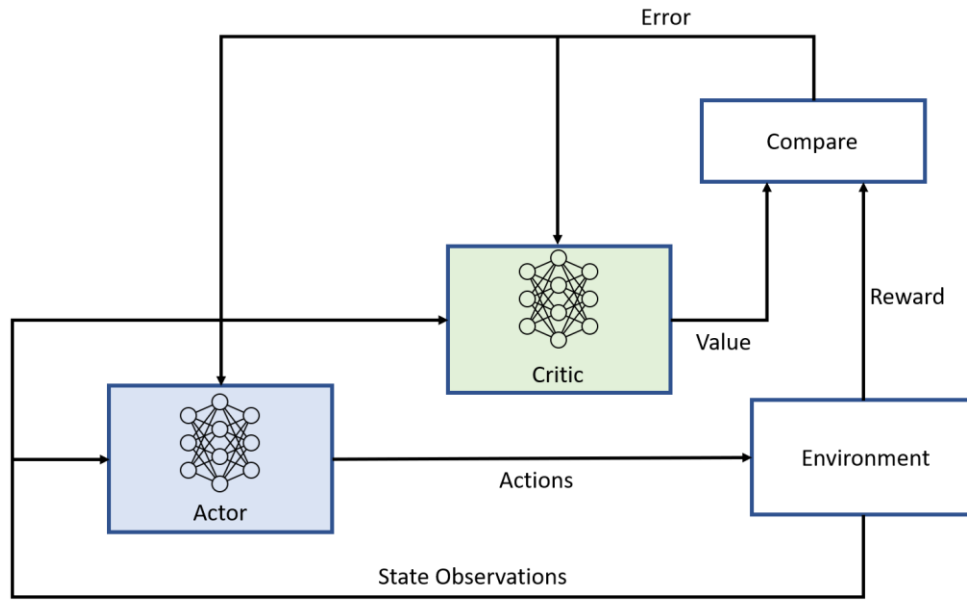 Error
Compare
Reward
Value
Critic
Environment
Actions
Actor
State Observations